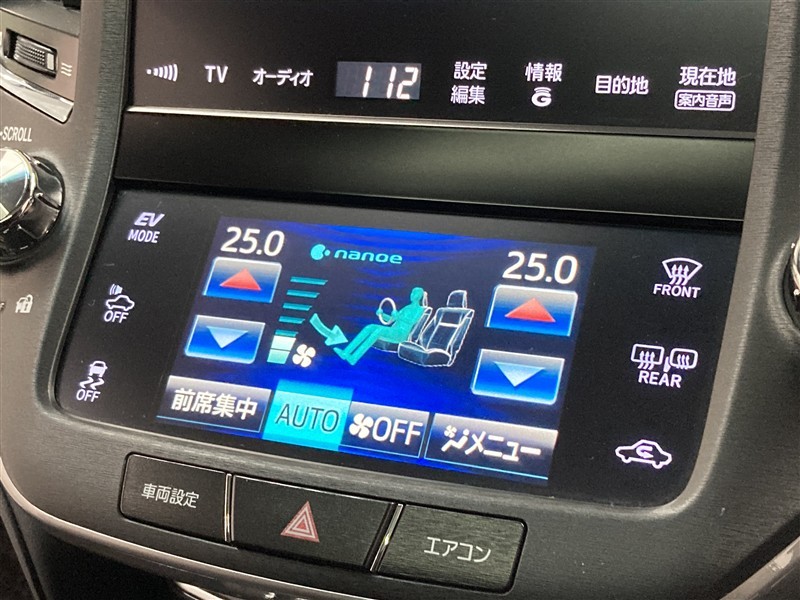 TV
オーディオ
112
設定
編集
情報
G
目的地
現在地
案内音声
SCROLL
EV
MODE
OFF
OFF
25.0
nanoe
25.0
FRONT
REAR
前席集中
AUTO
OFF
メニュー
車両設定
エアコン